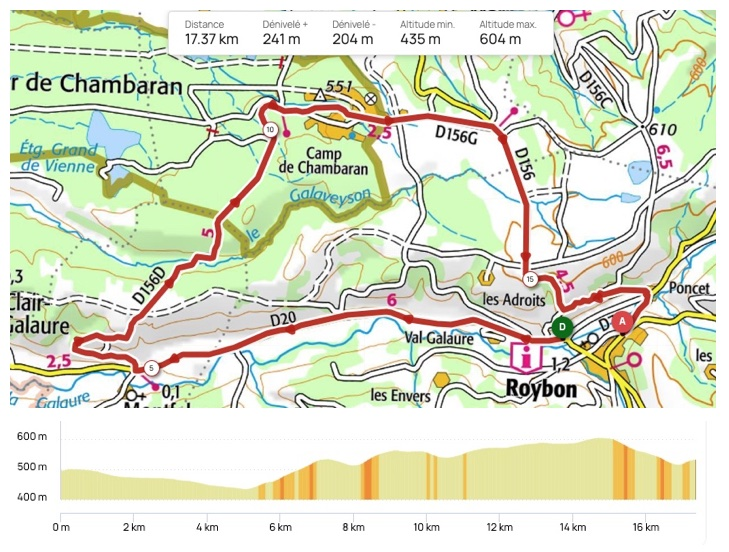 Distance
17.37 km
Dénivelé +
241 m
Dénivelé -
204 m
Altitude min.
435 m
Altitude max.
604 m
r de Chambaran
551
D156C
600
10
2,5
D156G
610
Étg. Grand
de Vienne
Camp
de Chambaran
D156
6,5
Galaveyson
5
le
D156D
,3
600
15
4,5
Clair-
Galaure
les Adroits
Poncet
6
D20
D
A
Val-Galaure
2,5
5
i
1,2
les
0,1
Galaure
les Envers
Roybon
600 m
500 m
400 m
0 m
2 km
4 km
6 km
8 km
10 km
12 km
14 km
16 km